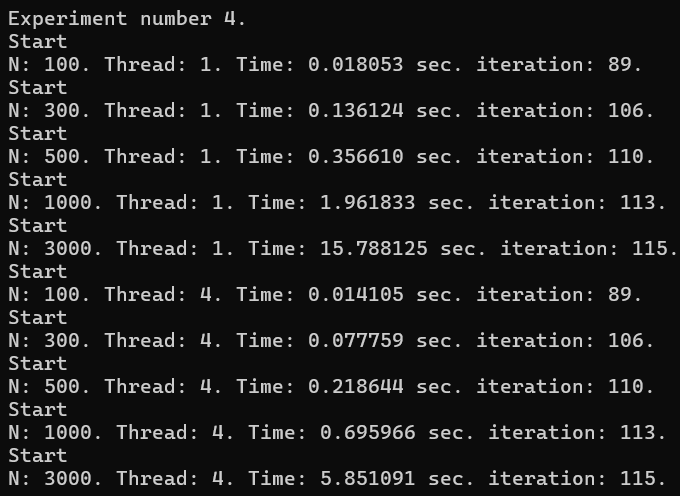 Experiment number 4.
Start
N: 100. Thread: 1. Time: 0.018053 sec. iteration: 89.
Start
N: 300. Thread: 1. Time: 0.136124 sec. iteration: 106.
Start
N: 500. Thread: 1. Time: 0.356610 sec. iteration: 110.
Start
N: 1000. Thread: 1. Time: 1.961833 sec. iteration: 113.
Start
N: 3000. Thread: 1. Time: 15.788125 sec. iteration: 115.
Start
N: 100. Thread: 4. Time: 0.014105 sec. iteration: 89.
Start
N: 300. Thread: 4. Time: 0.077759 sec. iteration: 106.
Start
N: 500. Thread: 4. Time: 0.218644 sec. iteration: 110.
Start
N: 1000. Thread: 4. Time: 0.695966 sec. iteration: 113.
Start
N: 3000. Thread: 4. Time: 5.851091 sec. iteration: 115.